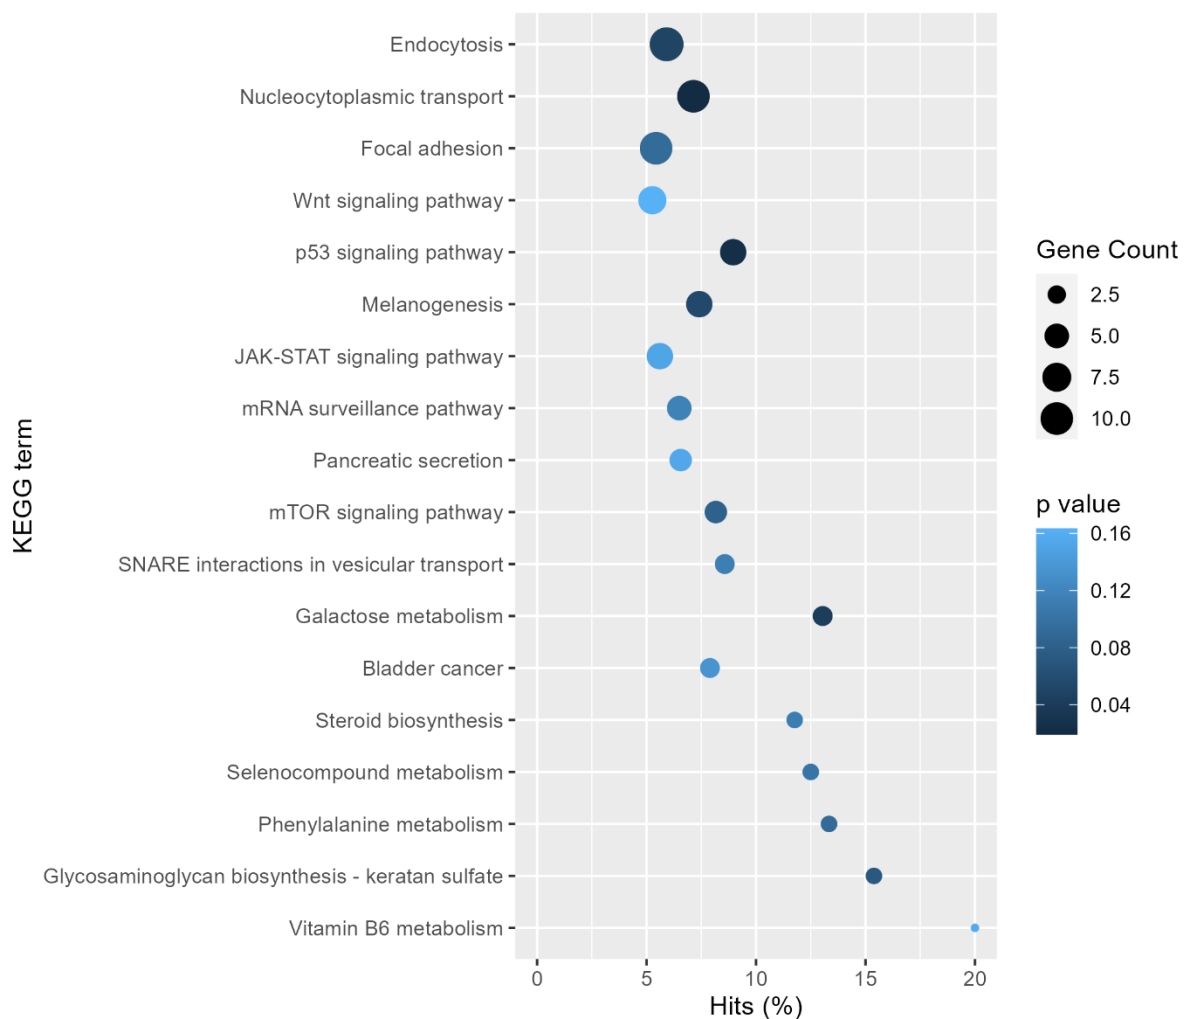 KEGG term
Endocytosis
Nucleocytoplasmic transport
Focal adhesion
Wnt signaling pathway
p53 signaling pathway
Melanogenesis
JAK-STAT signaling pathway
mRNA surveillance pathway
Pancreatic secretion
mTOR signaling pathway
SNARE interactions in vesicular transport
Galactose metabolism
Bladder cancer
Steroid biosynthesis
Selenocompound metabolism
Phenylalanine metabolism
Glycosaminoglycan biosynthesis - keratan sulfate
Vitamin B6 metabolism
0 5 10 15 20
Hits (%)
Gene Count
2.5
5.0
7.5
10.0
p value
0.16
0.12
0.08
0.04